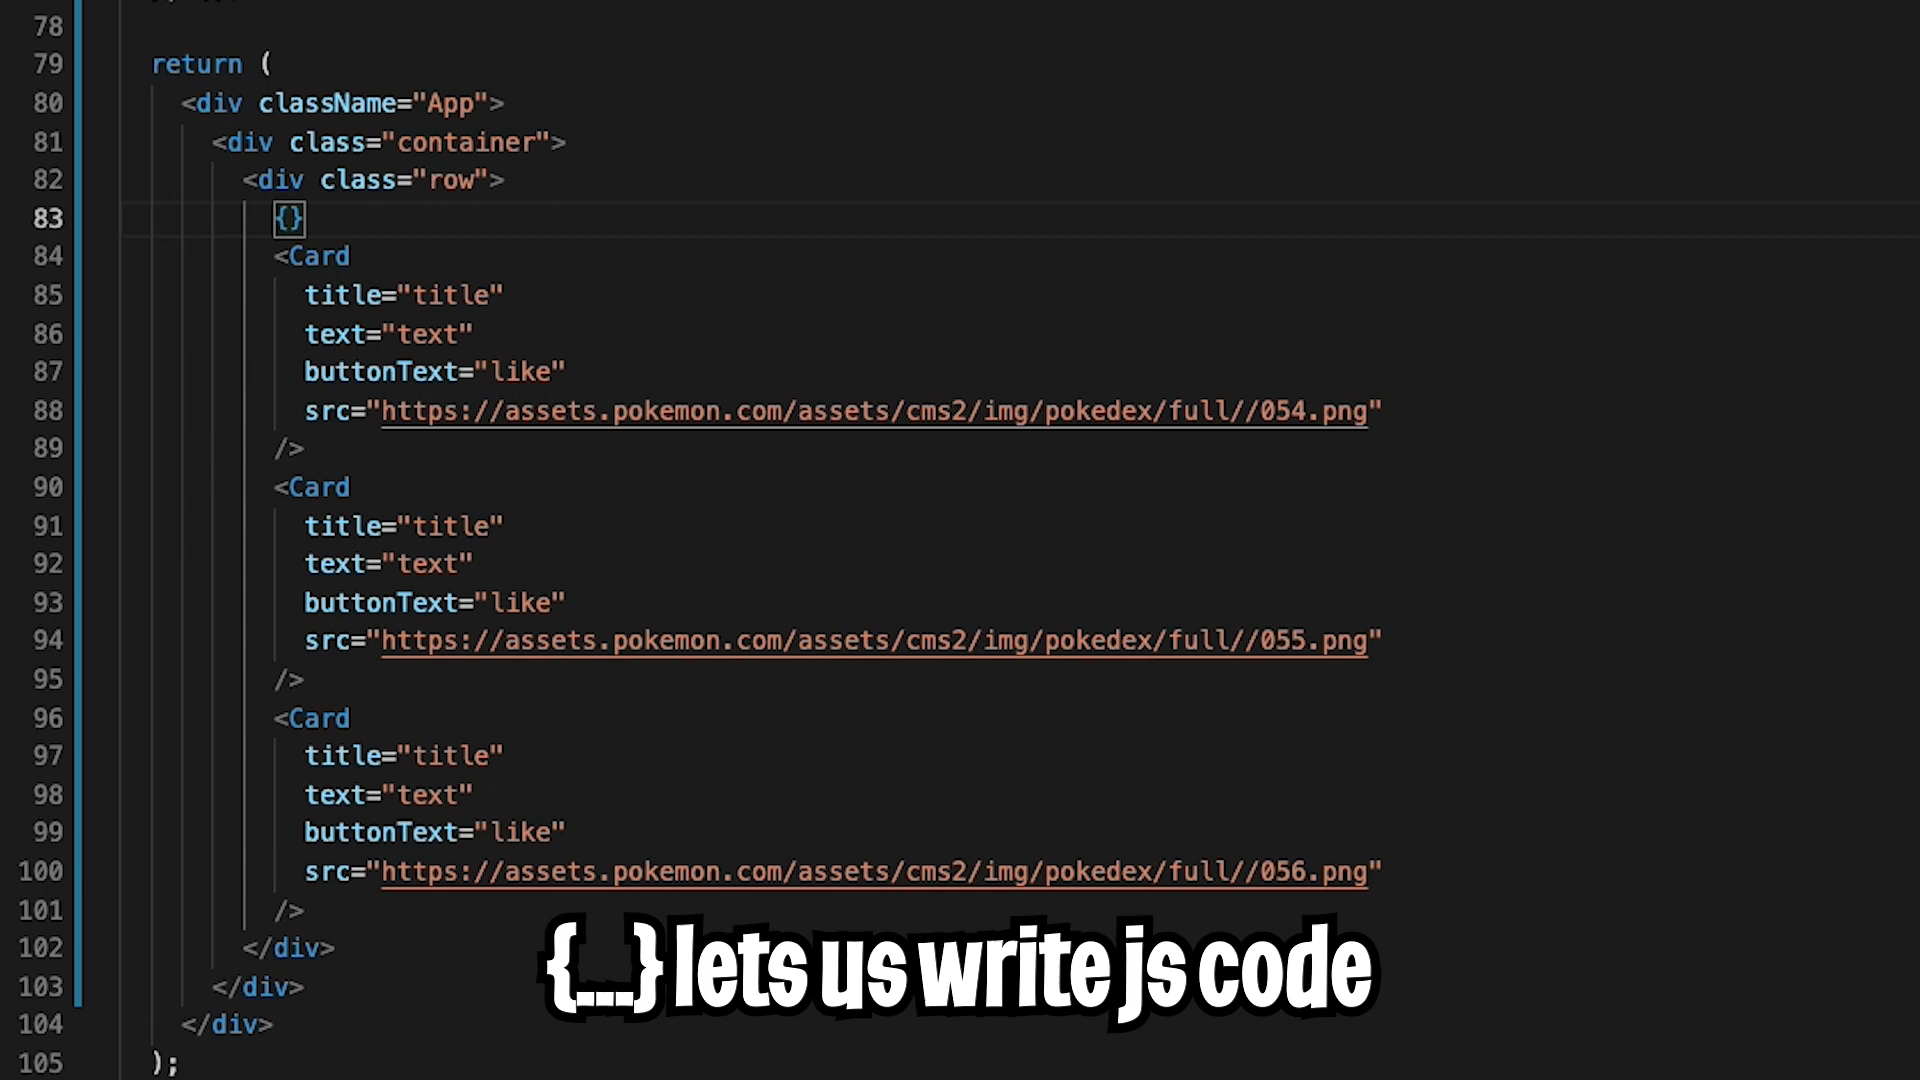 78
79 return (
80 <div className="App">
81 <div class="container">
82 <div class="row">
83 {}
84 <Card
85 title="title"
86 text="text"
87 buttonText="like"
88 src="https://assets.pokemon.com/assets/cms2/img/pokedex/full//054.png"
89 />
90 <Card
91 title="title"
92 text="text"
93 buttonText="like"
94 src="https://assets.pokemon.com/assets/cms2/img/pokedex/full//055.png"
95 />
96 <Card
97 title="title"
98 text="text"
99 buttonText="like"
100 src="https://assets.pokemon.com/assets/cms2/img/pokedex/full//056.png"
101 />
102 </div>
103 </div>
104 </div>
105 );
{...} lets us write js code